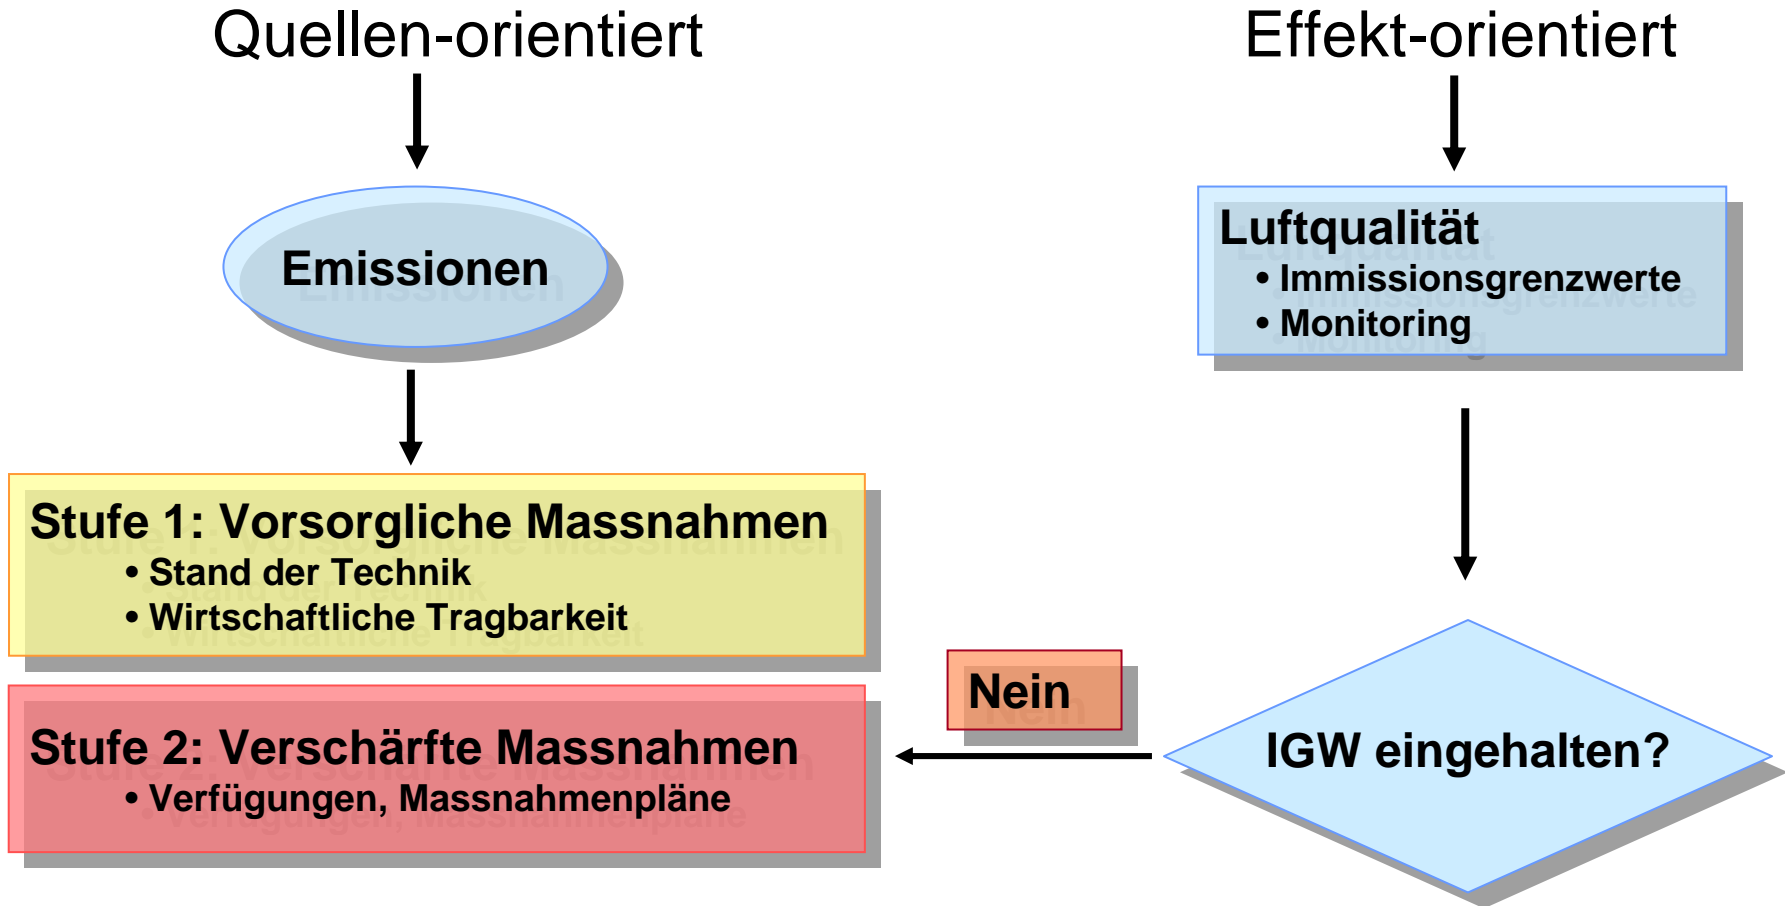 Quellen-orientiert
Effekt-orientiert
Emissionen
Luftqualität
• Immissionsgrenzwerte
• Monitoring
Stufe 1: Vorsorgliche Massnahmen
• Stand der Technik
• Wirtschaftliche Tragbarkeit
Nein
Stufe 2: Verschärfte Massnahmen
• Verfügungen, Massnahmenpläne
IGW eingehalten?